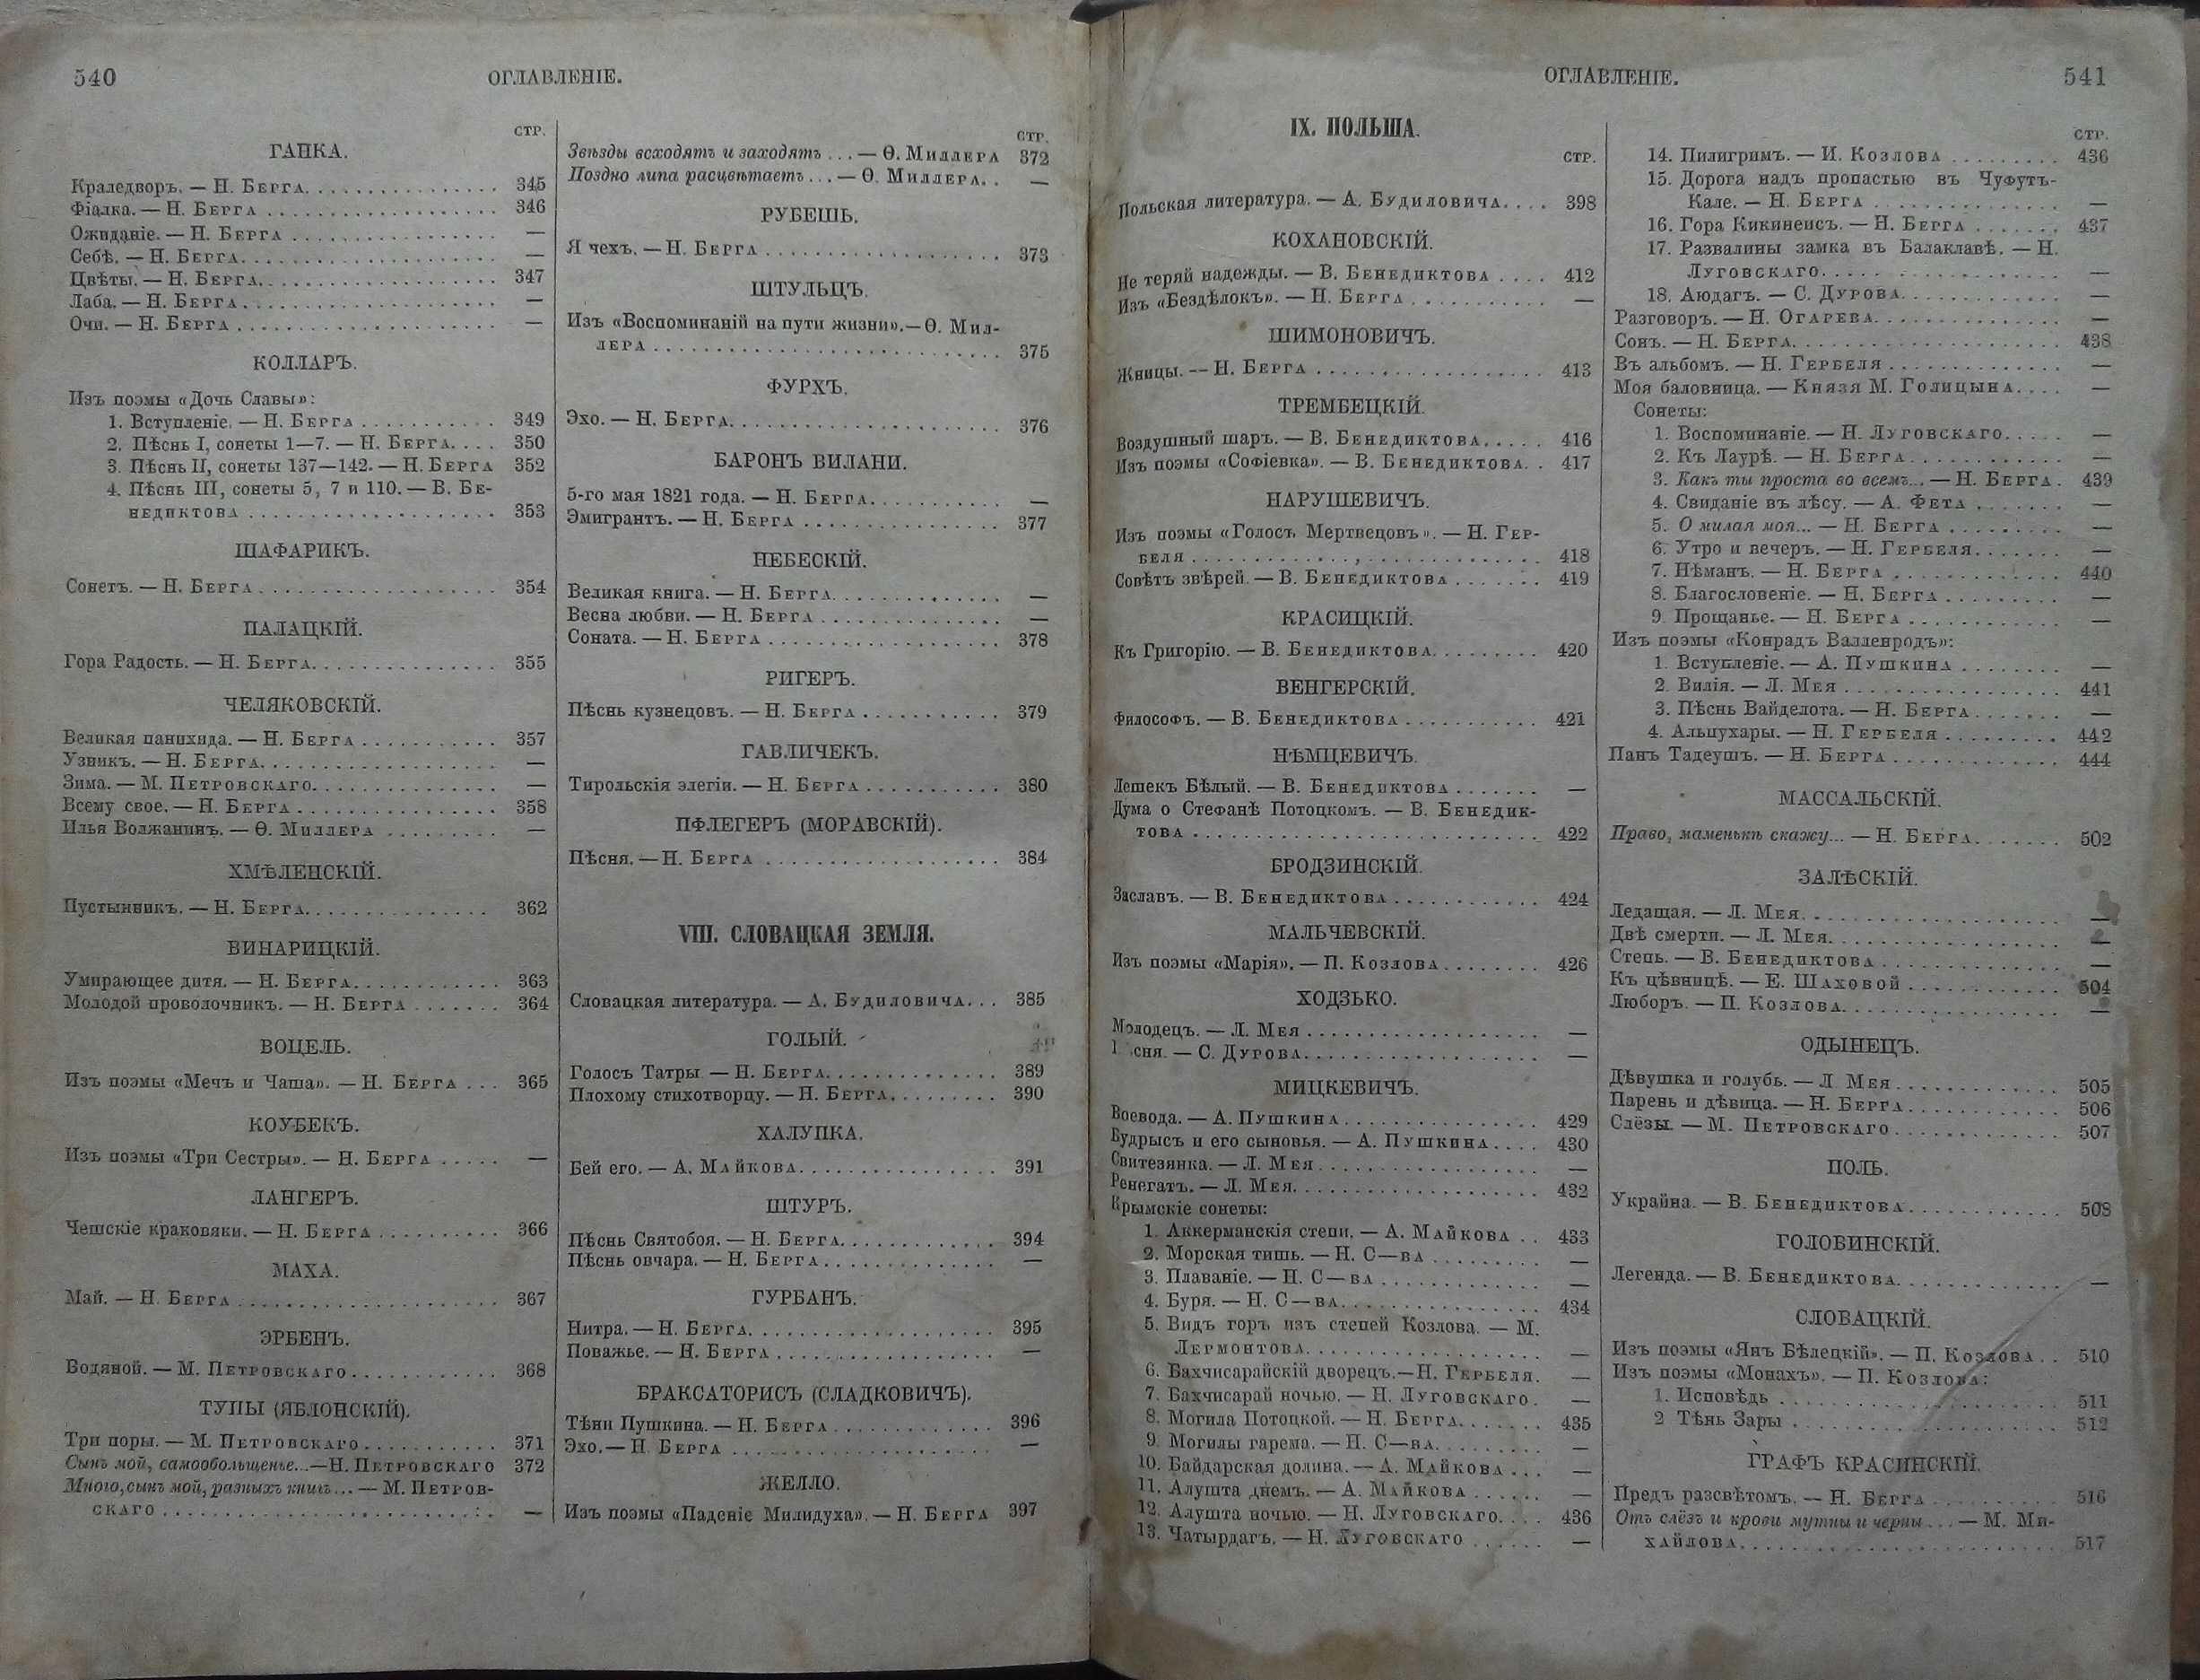 540
ОГЛАВЛЕНІЕ.
СТР.
ГАНКА.
Краледворъ. — Н. Берга. . . . . . . . . . . . . . . . 345
Фіалка. — Н. Берга . . . . . . . . . . . . . . . . . . . 346
Ожиданіе. — Н. Берга . . . . . . . . . . . . . . . . . —
Себѣ. — Н. Берга. . . . . . . . . . . . . . . . . . . . . —
Цвѣты. — Н. Берга. . . . . . . . . . . . . . . . . . . . 347
Лаба. — Н. Берга. . . . . . . . . . . . . . . . . . . . . —
Очи. — Н. Берга . . . . . . . . . . . . . . . . . . . . . —
КОЛЛАРЪ.
Изъ поэмы «Дочь Славы»:
1. Вступленіе. — Н. Берга . . . . . . . . . . . 349
2. Пѣснь I, сонеты 1—7. — Н. Берга. . . . 350
3. Пѣснь II, сонеты 137—142. — Н. Берга 352
4. Пѣснь III, сонеты 5, 7 и 110. — В. Бе-
недиктова . . . . . . . . . . . . . . . . . . . . 353
ШАФАРИКЪ.
Сонетъ. — Н. Берга. . . . . . . . . . . . . . . . . . . 354
ПАЛАЦКІЙ.
Гора Радость. — Н. Берга. . . . . . . . . . . . . . . 355
ЧЕЛЯКОВСКІЙ.
Великая панихида. — Н. Берга . . . . . . . . . . . 357
Узникъ. — Н. Берга. . . . . . . . . . . . . . . . . . . —
Зима. — М. Петровскаго. . . . . . . . . . . . . . . . —
Всему свое. — Н. Берга . . . . . . . . . . . . . . . . 358
Илья Волжанинъ. — Ѳ. Миллера . . . . . . . . . —
ХМѢЛЕНСКІЙ.
Пустынникъ. — Н. Берга. . . . . . . . . . . . . . . 362
ВИНАРИЦКІЙ.
Умирающее дитя. — Н. Берга. . . . . . . . . . . . 363
Молодой проволочникъ. — Н. Берга . . . . . . . 364
ВОЦЕЛЬ.
Изъ поэмы «Мечъ и Чаша». — Н. Берга . . . 365
КОУБЕКЪ.
Изъ поэмы «Три Сестры». — Н. Берга . . . . . —
ЛАНГЕРЪ.
Чешскіе краковяки. — Н. Берга . . . . . . . . . . 366
МАХА.
Май. — Н. Берга . . . . . . . . . . . . . . . . . . . . . 367
ЭРБЕНЪ.
Водяной. — М. Петровскаго. . . . . . . . . . . . 368
ТУПЫ (ЯБЛОНСКІЙ).
Три поры. — М. Петровскаго . . . . . . . . . . . 371
Сынъ мой, самообольщенье...—Н. Петровскаго 372
Много, сынъ мой, разныхъ книгъ... — М. Петров-
скаго . . . . . . . . . . . . . . . . . . . . . . . . . . —
СТР.
Звѣзды всходятъ и заходятъ . . . — Ѳ. Миллера 372
Поздно липа расцвѣтаетъ . . . — Ѳ. Миллера. . —
РУБЕШЬ.
Я чехъ. — Н. Берга . . . . . . . . . . . . . . . . . . . 373
ШТУЛЬЦЪ.
Изъ «Воспоминаній на пути жизни».—Ѳ. Мил-
лера . . . . . . . . . . . . . . . . . . . . . . . . . . . . 375
ФУРХЪ.
Эхо. — Н. Берга. . . . . . . . . . . . . . . . . . . . . . 376
БАРОНЪ ВИЛАНИ.
5-го мая 1821 года. — Н. Берга. . . . . . . . . . . —
Эмигрантъ. — Н. Берга . . . . . . . . . . . . . . . . 377
НЕБЕСКІЙ.
Великая книга. — Н. Берга. . . . . . . . . . . . . . —
Весна любви. — Н. Берга . . . . . . . . . . . . . . . —
Соната. — Н. Берга . . . . . . . . . . . . . . . . . . . 378
РИГЕРЪ.
Пѣснь кузнецовъ. — Н. Берга . . . . . . . . . . . 379
ГАВЛИЧЕКЪ.
Тирольскія элегіи. — Н. Берга . . . . . . . . . . . 380
ПФЛЕГЕРЪ (МОРАВСКІЙ).
Пѣсня. — Н. Берга . . . . . . . . . . . . . . . . . . . 384
VIII. СЛОВАЦКАЯ ЗЕМЛЯ.
Словацкая литература. — А. Будиловича. . . 385
ГОЛЫЙ.
Голосъ Татры. — Н. Берга. . . . . . . . . . . . . . 389
Плохому стихотворцу. — Н. Берга. . . . . . . . . 390
ХАЛУПКА.
Бей его. — А. Майкова. . . . . . . . . . . . . . . . . 391
ШТУРЪ.
Пѣснь Святобоя. — Н. Берга. . . . . . . . . . . . . 394
Пѣснь овчара. — Н. Берга . . . . . . . . . . . . . . —
ГУРБАНЪ.
Нитра. — Н. Берга. . . . . . . . . . . . . . . . . . . . 395
Поважье. — Н. Берга . . . . . . . . . . . . . . . . . . —
БРАКСАТОРИСЪ (СЛАДКОВИЧЪ).
Тѣни Пушкина. — Н. Берга . . . . . . . . . . . . . 396
Эхо. — Н. Берга . . . . . . . . . . . . . . . . . . . . . —
ЖЕЛЛО.
Изъ поэмы «Паденіе Милидуха». — Н. Берга 397
ОГЛАВЛЕНІЕ.
541
IX. ПОЛЬША.
СТР.
Польская литература. — А. Будиловича. . . . 398
КОХАНОВСКІЙ.
Не теряй надежды. — В. Бенедиктова . . . . 412
Изъ «Бездѣлокъ». — Н. Берга . . . . . . . . . . . —
ШИМОНОВИЧЪ.
Жницы. — Н. Берга . . . . . . . . . . . . . . . . . . 413
ТРЕМБЕЦКІЙ.
Воздушный шаръ. — В. Бенедиктова. . . . . 416
Изъ поэмы «Софіевка». — В. Бенедиктова. . 417
НАРУШЕВИЧЪ.
Изъ поэмы «Голосъ Мертвецовъ». — Н. Гер-
беля . . . . . . . . . . . . . . . . . . . . . . . . . . . . 418
Совѣтъ звѣрей. — В. Бенедиктова . . . . . . . 419
КРАСИЦКІЙ.
Къ Григорію. — В. Бенедиктова. . . . . . . . . 420
ВЕНГЕРСКІЙ.
Философъ. — В. Бенедиктова . . . . . . . . . . . 421
НѢМЦЕВИЧЪ.
Лешекъ Бѣлый. — В. Бенедиктова . . . . . . . —
Дума о Стефанѣ Потоцкомъ. — В. Бенедик-
това . . . . . . . . . . . . . . . . . . . . . . . . . . . . 422
БРОДЗИНСКІЙ.
Заславъ. — В. Бенедиктова . . . . . . . . . . . . 424
МАЛЬЧЕВСКІЙ.
Изъ поэмы «Марія». — П. Козлова. . . . . . . . 426
ХОДЗЬКО.
Молодецъ. — Л. Мея . . . . . . . . . . . . . . . . . . —
сня. — С. Дурова. . . . . . . . . . . . . . . . . . . —
МИЦКЕВИЧЪ.
Воевода. — А. Пушкина . . . . . . . . . . . . . . . 429
Будрысъ и его сыновья. — А. Пушкина . . . . 430
Свитезянка. — Л. Мея . . . . . . . . . . . . . . . . . —
Ренегатъ. — Л. Мея. . . . . . . . . . . . . . . . . . . 432
Крымскіе сонеты:
1. Аккерманскія степи. — А. Майкова . . 433
2. Морская тишь. — Н. С—ва . . . . . . . . . —
3. Плаваніе. — Н. С—ва . . . . . . . . . . . . . —
4. Буря. — Н. С—ва. . . . . . . . . . . . . . . . 434
5. Видъ горъ изъ степей Козлова. — М.
Лермонтова. . . . . . . . . . . . . . . . . . . —
6. Бахчисарайскій дворецъ.—Н. Гербеля. —
7. Бахчисарай ночью. — Н. Луговскаго. —
8. Могила Потоцкой. — Н. Берга. . . . . . . 435
9. Могилы гарема. — Н. С—ва. . . . . . . . . —
10. Байдарская долина. — А. Майкова . . . —
11. Алушта днемъ. — А. Майкова . . . . . . —
12. Алушта ночью. — Н. Луговскаго. . . . 436
13. Чатырдагъ. — Н. Луговскаго . . . . . . —
СТР.
14. Пилигримъ. — И. Козлова . . . . . . . . . 436
15. Дорога надъ пропастью въ Чуфутъ-
Кале. — Н. Берга . . . . . . . . . . . . . . . —
16. Гора Кикинеисъ. — Н. Берга . . . . . . . 437
17. Развалины замка въ Балаклавѣ. — Н.
Луговскаго. . . . . . . . . . . . . . . . . . . —
18. Аюдагъ. — С. Дурова. . . . . . . . . . . . . —
Разговоръ. — Н. Огарева. . . . . . . . . . . . . . . —
Сонъ. — Н. Берга. . . . . . . . . . . . . . . . . . . . . 438
Въ альбомъ. — Н. Гербеля . . . . . . . . . . . . . . —
Моя баловница. — Князя М. Голицына. . . . —
Сонеты:
1. Воспоминаніе. — Н. Луговскаго. . . . . —
2. Къ Лаурѣ. — Н. Берга . . . . . . . . . . . . —
3. Какъ ты проста во всемъ... — Н. Берга. 439
4. Свиданіе въ лѣсу. — А. Фета . . . . . . . —
5. О милая моя... — Н. Берга . . . . . . . . . —
6. Утро и вечеръ. — Н. Гербеля. . . . . . . —
7. Нѣманъ. — Н. Берга . . . . . . . . . . . . . 440
8. Благословеніе. — Н. Берга . . . . . . . . . —
9. Прощанье. — Н. Берга . . . . . . . . . . . . —
Изъ поэмы «Конрадъ Валленродъ»:
1. Вступленіе. — А. Пушкина . . . . . . . . —
2. Вилія. — Л. Мея . . . . . . . . . . . . . . . . . 441
3. Пѣснь Вайделота. — Н. Берга. . . . . . . —
4. Альпухары. — Н. Гербеля . . . . . . . . . 442
Панъ Тадеушъ. — Н. Берга . . . . . . . . . . . . . 444
МАССАЛЬСКІЙ.
Право, маменькѣ скажу... — Н. Берга. . . . . . . 502
ЗАЛѢСКІЙ.
Ледащая. — Л. Мея. . . . . . . . . . . . . . . . . . . —
Двѣ смерти. — Л. Мея. . . . . . . . . . . . . . . . . —
Степь. — В. Бенедиктова . . . . . . . . . . . . . . —
Къ цѣвницѣ. — Е. Шаховой . . . . . . . . . . . . 504
Люборъ. — П. Козлова. . . . . . . . . . . . . . . . . —
ОДЫНЕЦЪ.
Дѣвушка и голубь. — Л. Мея . . . . . . . . . . . . 505
Парень и дѣвица. — Н. Берга. . . . . . . . . . . . 506
Слёзы. — М. Петровскаго . . . . . . . . . . . . . . 507
ПОЛЬ.
Украйна. — В. Бенедиктова . . . . . . . . . . . . 508
ГОЛОВИНСКІЙ.
Легенда. — В. Бенедиктова. . . . . . . . . . . . . —
СЛОВАЦКІЙ.
Изъ поэмы «Янъ Бѣлецкій». — П. Козлова . . 510
Изъ поэмы «Монахъ». — П. Козлова:
1. Исповѣдь . . . . . . . . . . . . . . . . . . . . . 511
2 Тѣнь Зары . . . . . . . . . . . . . . . . . . . . 512
ГРАФЪ КРАСИНСКІЙ.
Предъ разсвѣтомъ. — Н. Берга . . . . . . . . . . 516
Отъ слёзъ и крови мутны и черны . . . — М. Ми-
хайлова. . . . . . . . . . . . . . . . . . . . . . . . . . 517